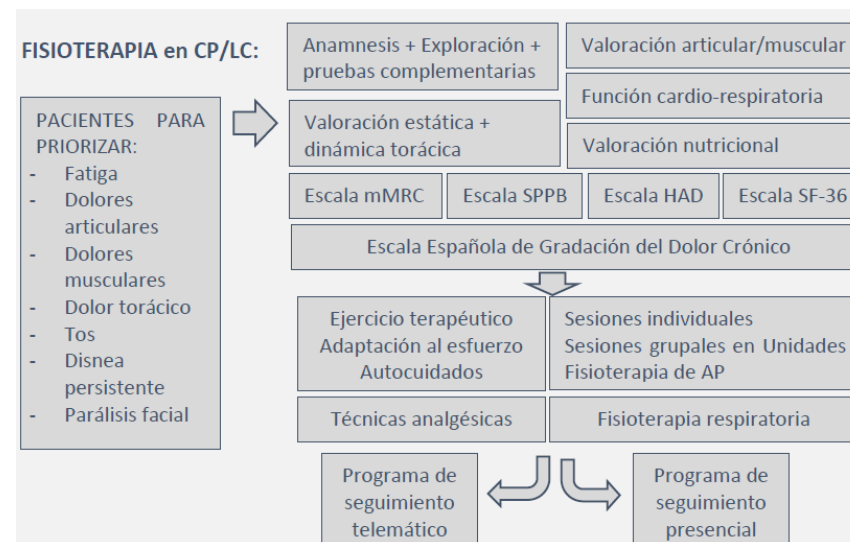 FISIOTERAPIA en CP/LC:
PACIENTES PARA
PRIORIZAR:
- Fatiga
- Dolores
articulares
- Dolores
musculares
- Dolor torácico
- Tos
- Disnea
persistente
- Parálisis facial
Anamnesis + Exploración +
pruebas complementarias
Valoración articular/muscular
Función cardio-respiratoria
Valoración estática +
dinámica torácica
Valoración nutricional
Escala mMRC
Escala SPPB
Escala HAD
Escala SF-36
Escala Española de Gradación del Dolor Crónico
Ejercicio terapéutico
Adaptación al esfuerzo
Autocuidados
Sesiones individuales
Sesiones grupales en Unidades
Fisioterapia de AP
Técnicas analgésicas
Fisioterapia respiratoria
Programa de
seguimiento
telemático
Programa de
seguimiento
presencial